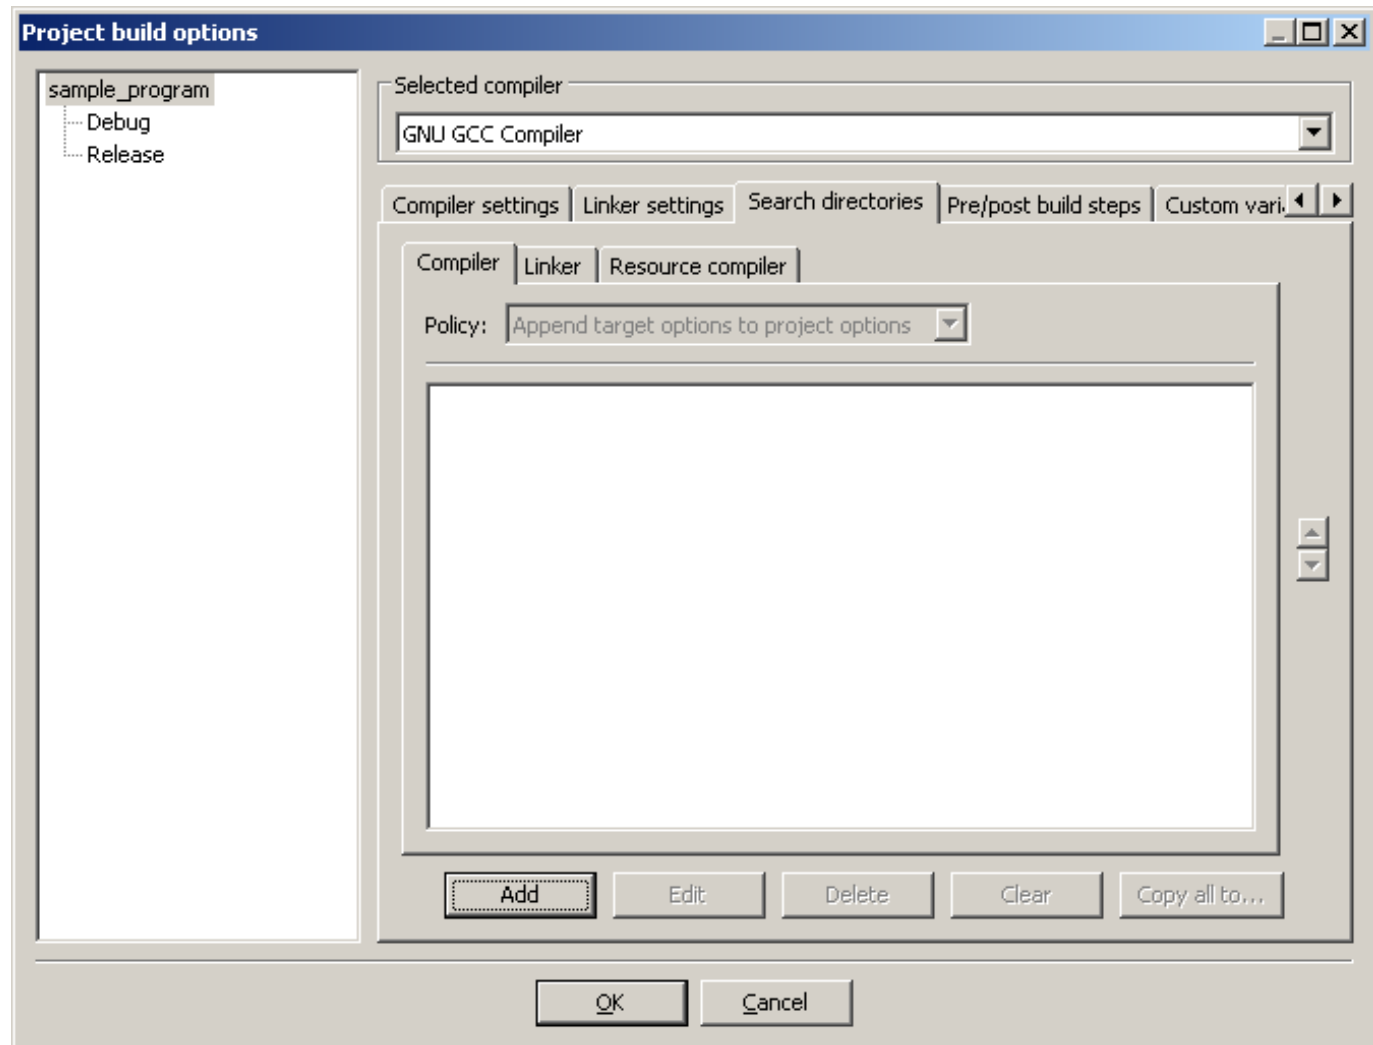 Project build options
sample_program
Debug
Release
Selected compiler
GNU GCC Compiler
Compiler settings Linker settings Search directories Pre/post build steps Custom vari
Compiler Linker Resource compiler
Policy: Append target options to project options
Add Edit Delete Clear Copy all to...
OK Cancel